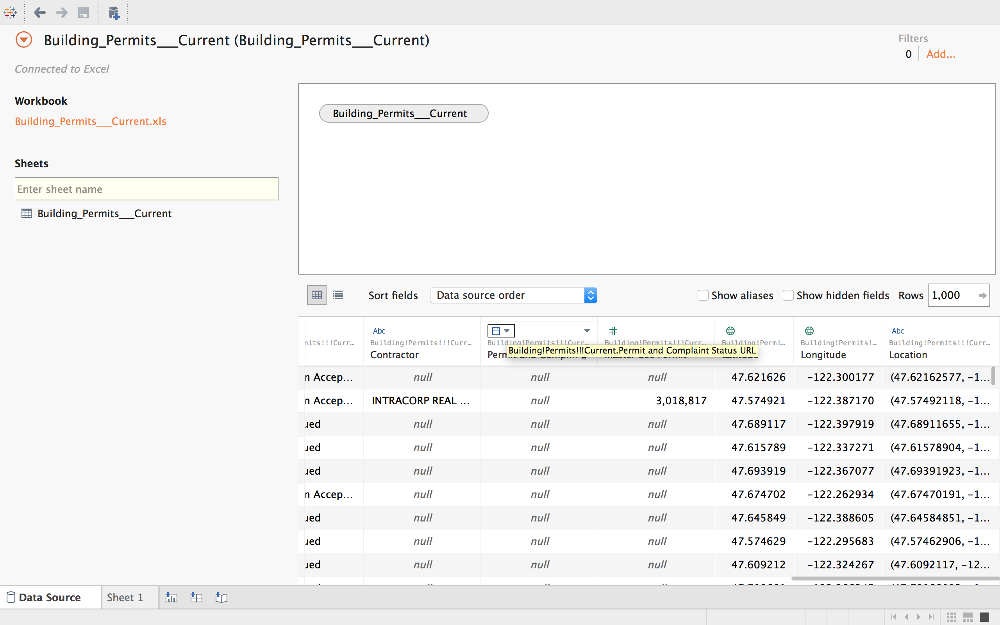 Building_Permits___Current (Building_Permits___Current)
Filters
0 Add...
Connected to Excel
Workbook
Building_Permits___Current.xls
Building_Permits___Current
Sheets
Enter sheet name
Building_Permits___Current
Sort fields Data source order Show aliases Show hidden fields Rows 1,000
Abc # Abc
mits!!!Curr... Building!Permits!!!Curr... Building!Permits!!!Curr... Building!Permits!!!Curr... Building!Permi... Building!Permits!... Building!Permits!!!Curr...
Building!Permits!!!Current.Permit and Complaint Status URL
Contractor Permit and Longitude Location
n Accep... null null null 47.621626 -122.300177 (47.62162577, -1...
n Accep... INTRACORP REAL ... null 3,018,817 47.574921 -122.387170 (47.57492118, -1...
ued null null null 47.689117 -122.397919 (47.68911655, -1...
ued null null null 47.615789 -122.337271 (47.61578904, -1...
ued null null null 47.693919 -122.367077 (47.69391923, -1...
n Accep... null null null 47.674702 -122.262934 (47.67470191, -1...
ued null null null 47.645849 -122.388605 (47.64584851, -1...
ued null null null 47.574629 -122.295683 (47.57462906, -1...
ued null null null 47.609212 -122.324267 (47.6092117, -12...
Data Source Sheet 1